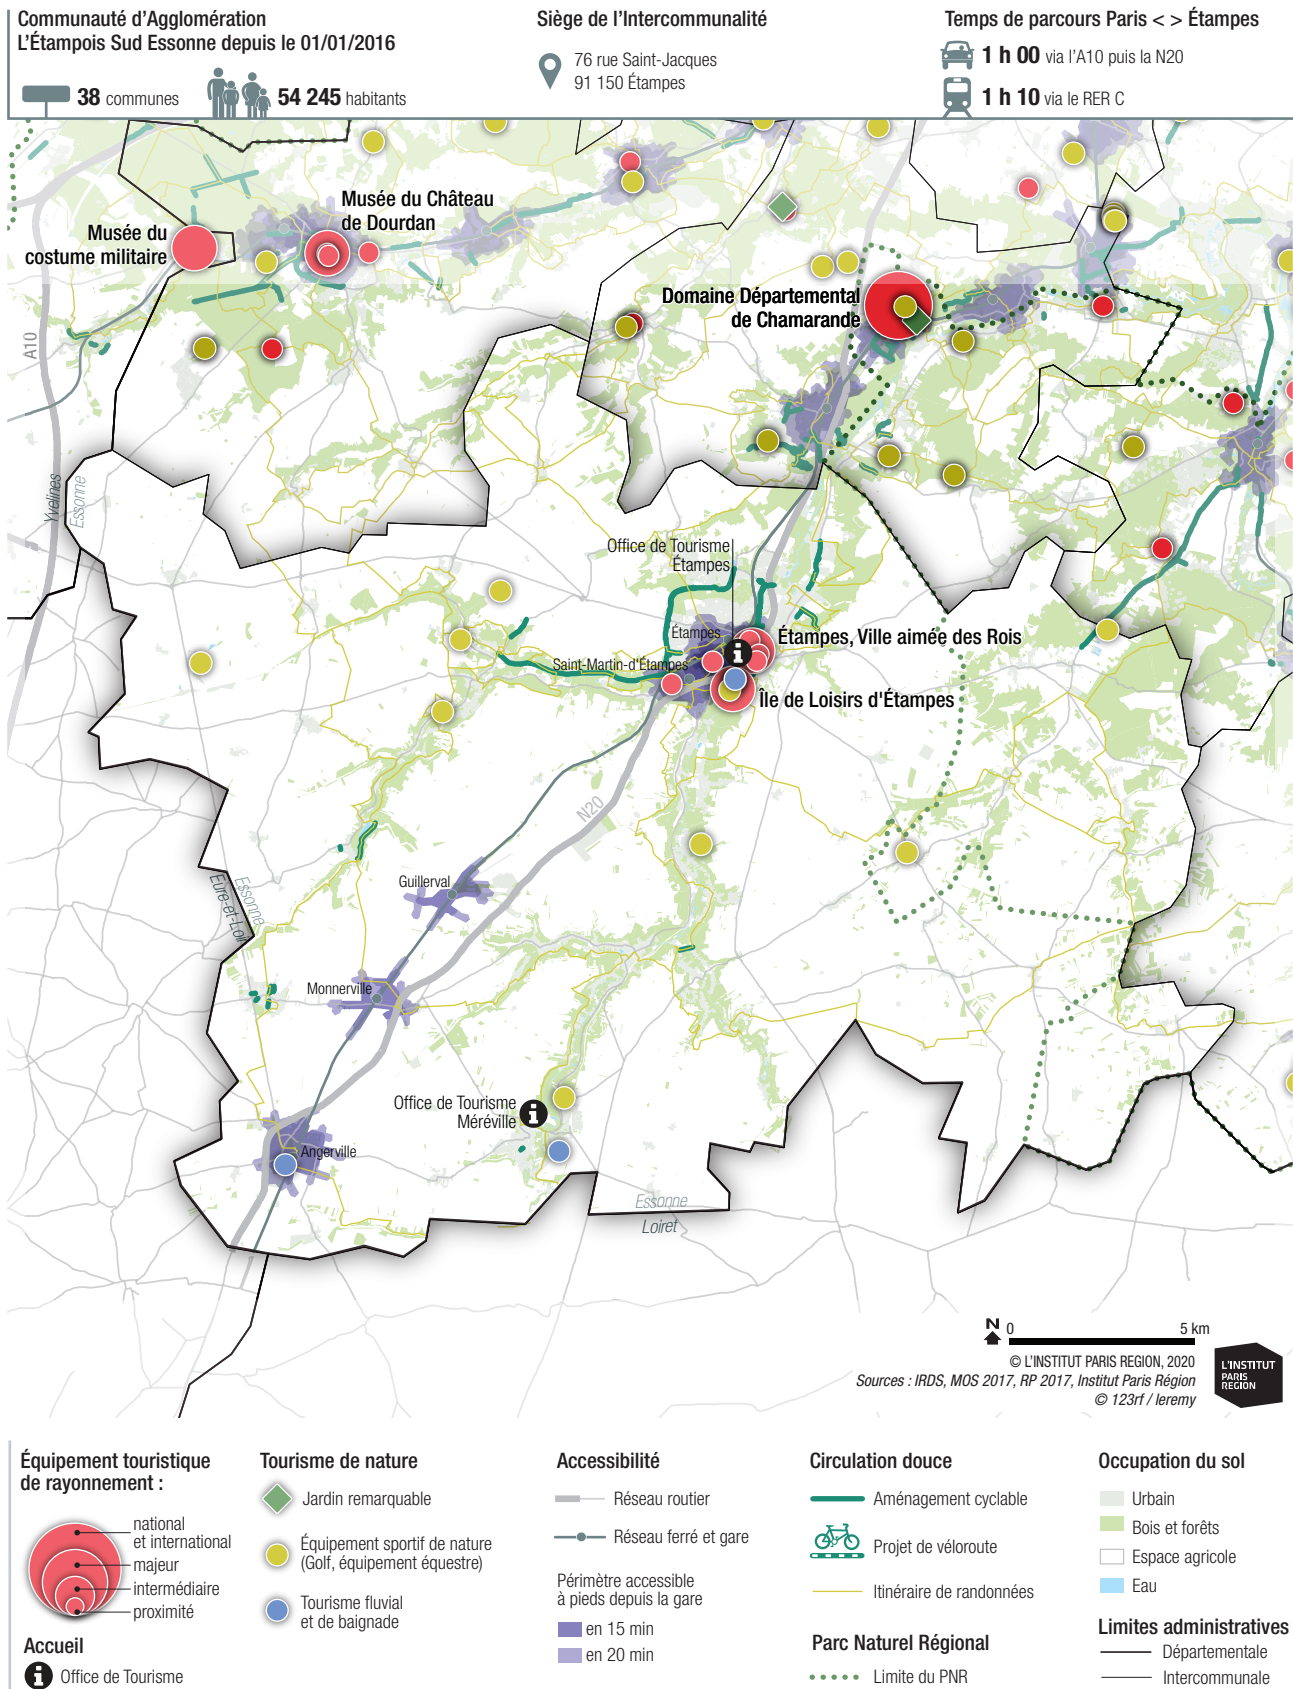 Communauté d'Agglomération
L'Étampois Sud Essonne depuis le 01/01/2016
38 communes
54 245 habitants
Siège de l'Intercommunalité
76 rue Saint-Jacques
91 150 Étampes
Temps de parcours Paris < > Étampes
1 h 00 via l'A10 puis la N20
1 h 10 via le RER C
Musée du Château
de Dourdan
Musée du
costume militaire
Domaine Départemental
de Chamarande
A10
Yvelines
Essonne
Office de Tourisme
Étampes
Étampes
Étampes, Ville aimée des Rois
Saint-Martin-d'Étampes
Île de Loisirs d'Étampes
N20
Guillerval
Essonne
Eure-et-Loir
Monnerville
Office de Tourisme
Méréville
Angerville
Essonne
Loiret
N
0 5 km
© L'INSTITUT PARIS REGION, 2020
Sources : IRDS, MOS 2017, RP 2017, Institut Paris Région
© 123rf / leremy
L'INSTITUT
PARIS
REGION
Équipement touristique
de rayonnement :
national
et international
majeur
intermédiaire
proximité
Accueil
Office de Tourisme
Tourisme de nature
Jardin remarquable
Équipement sportif de nature
(Golf, équipement équestre)
Tourisme fluvial
et de baignade
Accessibilité
Réseau routier
Réseau ferré et gare
Périmètre accessible
à pieds depuis la gare
en 15 min
en 20 min
Circulation douce
Aménagement cyclable
Projet de véloroute
Itinéraire de randonnées
Parc Naturel Régional
Limite du PNR
Occupation du sol
Urbain
Bois et forêts
Espace agricole
Eau
Limites administratives
Départementale
Intercommunale